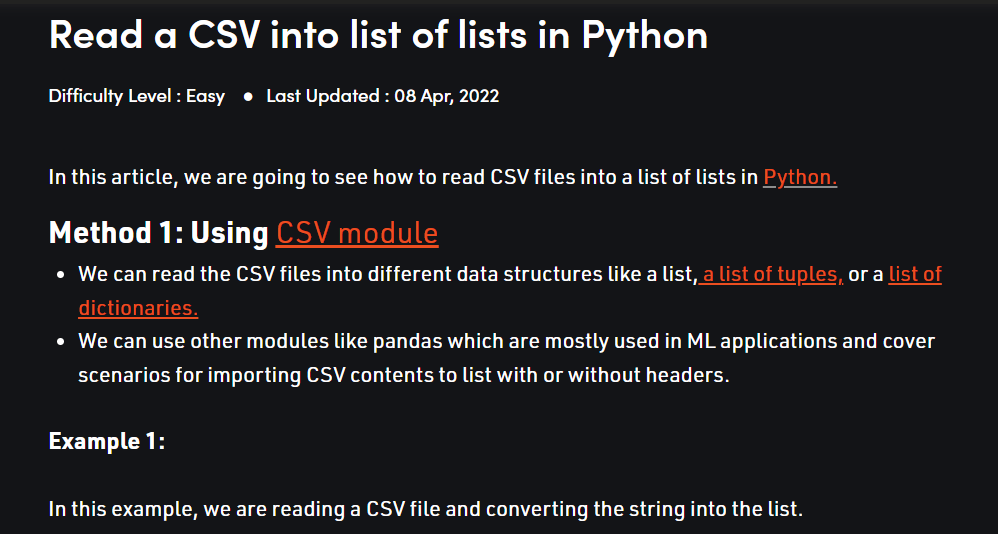 Read a CSV into list of lists in Python
Difficulty Level : Easy ● Last Updated : 08 Apr, 2022
In this article, we are going to see how to read CSV files into a list of lists in Python.
Method 1: Using CSV module
• We can read the CSV files into different data structures like a list, a list of tuples, or a list of
dictionaries.
• We can use other modules like pandas which are mostly used in ML applications and cover
scenarios for importing CSV contents to list with or without headers.
Example 1:
In this example, we are reading a CSV file and converting the string into the list.